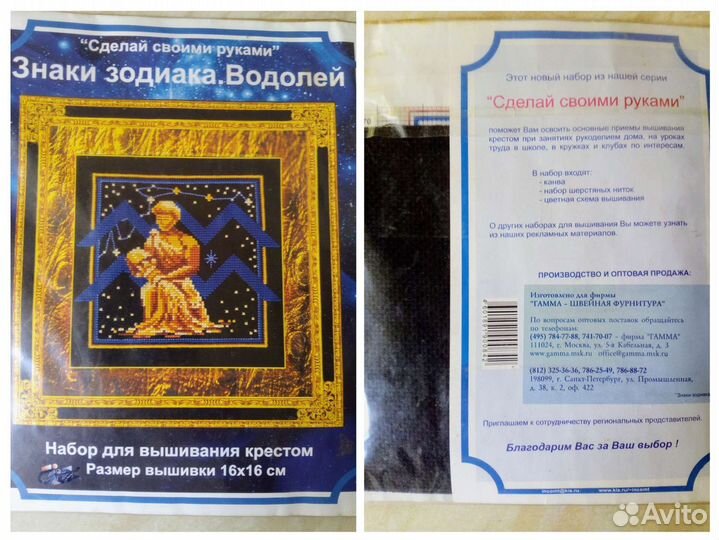 “Сделай своими руками”
Знаки зодиака.Водолей
Набор для вышивания крестом
Размер вышивки 16х16 см
Этот новый набор из нашей серии
“Сделай своими руками”
поможет Вам освоить основные приемы вышивания
крестом при занятиях рукоделием дома, на уроках
труда в школе, в кружках и клубах по интересам.
В набор входят:
- канва
- набор шерстяных ниток
- цветная схема вышивания
О других наборах для вышивания Вы можете узнать
из наших рекламных материалов.
ПРОИЗВОДСТВО И ОПТОВАЯ ПРОДАЖА:
Изготовлено для фирмы
"ГАММА - ШВЕЙНАЯ ФУРНИТУРА"
По вопросам оптовых поставок обращайтесь
по телефонам:
(495) 784-77-88, 741-70-07 – фирма "ГАММА"
111024, г. Москва, ул. 5-я Кабельная, д. 3
www.gamma.msk.ru office@gamma.msk.ru
(812) 325-36-36, 786-25-49, 786-88-72
198099, г. Санкт-Петербург, ул. Промышленная,
д. 38, к. 2, оф. 422
"Знаки зодиака
Приглашаем к сотрудничеству региональных представителей.
Благодарим Вас за Ваш выбор !
Avito